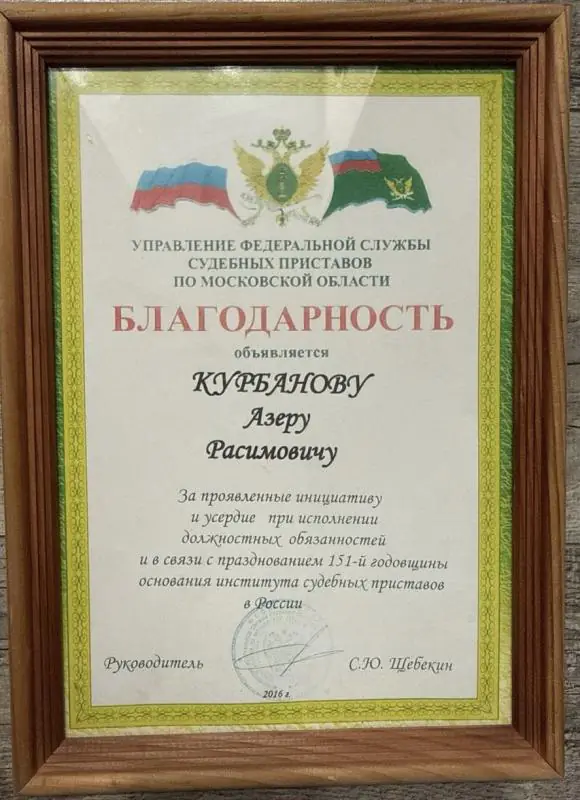 УПРАВЛЕНИЕ ФЕДЕРАЛЬНОЙ СЛУЖБЫ
СУДЕБНЫХ ПРИСТАВОВ
ПО МОСКОВСКОЙ ОБЛАСТИ
БЛАГОДАРНОСТЬ
объявляется
КУРБАНОВУ
Азеру
Расимовичу
За проявленные инициативу
и усердие при исполнении
должностных обязанностей
и в связи с празднованием 151-й годовщины
основания института судебных приставов
в России
Руководитель С.Ю. Щебекин
2016 г.